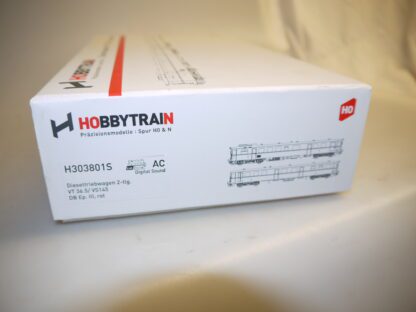 HOBBYTRAIN
HOBBYTRAIN
Präzisionsmodelle : Spur H0 & N
H0
H303801S
AC
Digital Sound
Dieseltriebwagen 2-tlg.
VT 36.5/ VS145
DB Ep. III, rot